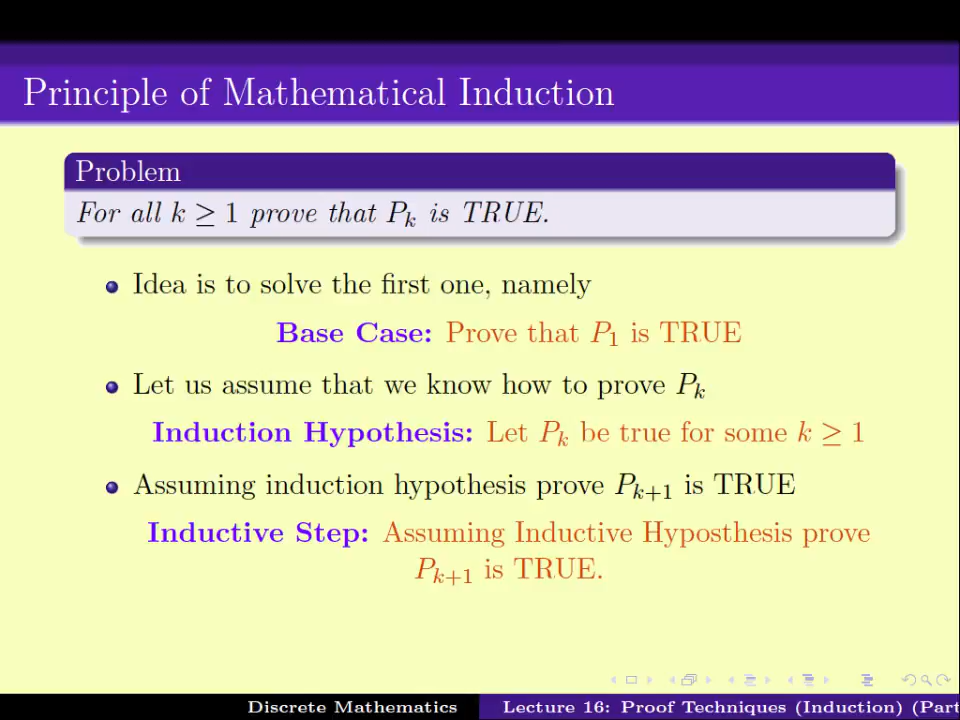 Principle of Mathematical Induction
Problem
For all k ≥ 1 prove that Pₖ is TRUE.
Idea is to solve the first one, namely
Base Case: Prove that P₁ is TRUE
Let us assume that we know how to prove Pₖ
Induction Hypothesis: Let Pₖ be true for some k ≥ 1
Assuming induction hypothesis prove Pₖ₊₁ is TRUE
Inductive Step: Assuming Inductive Hyposthesis prove
Pₖ₊₁ is TRUE.
Discrete Mathematics Lecture 16: Proof Techniques (Induction) (Part